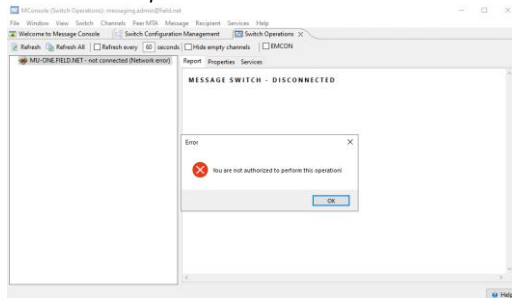 MConsole (Switch Operations): messaging.admin@field.net
File Window View Switch Channels Peer MTA Message Recipient Services Help
Welcome to Message Console Switch Configuration Management Switch Operations
Refresh Refresh All Refresh every 60 seconds Hide empty channels EMCON
MU-ONE.FIELD.NET - not connected (Network error)
Report Properties Services
MESSAGE SWITCH - DISCONNECTED
Error
You are not authorized to perform this operation!
OK
Help